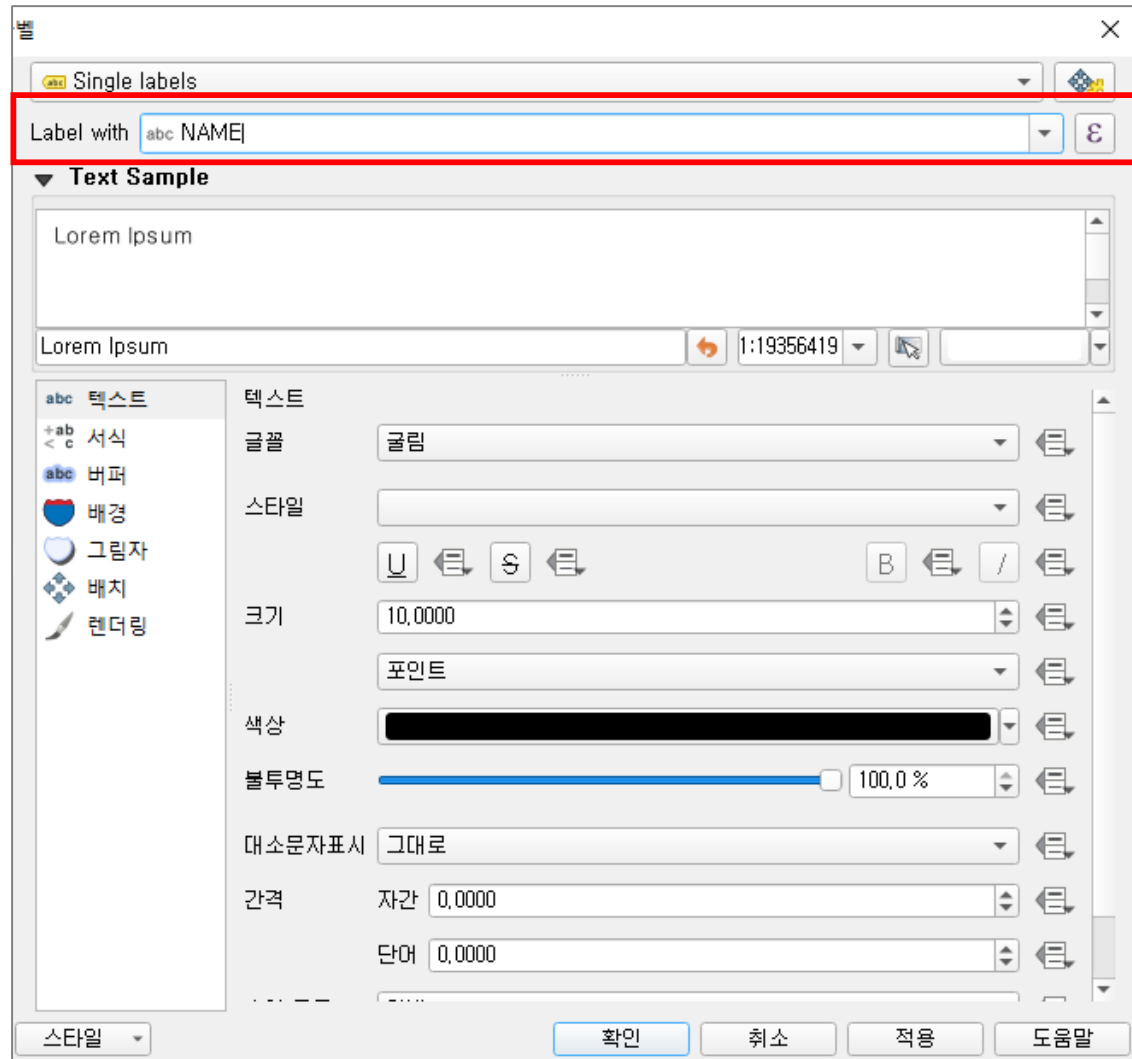 벨
Single labels
Label with abc NAME ε
Text Sample
Lorem Ipsum
Lorem Ipsum 1:19356419
abc 텍스트
+ab < c 서식
abc 버퍼
배경
그림자
배치
렌더링
텍스트
글꼴 굴림
스타일
U S B I
크기 10,0000
포인트
색상
불투명도 100,0 %
대소문자표시 그대로
간격 자간 0,0000
단어 0,0000
스타일 확인 취소 적용 도움말